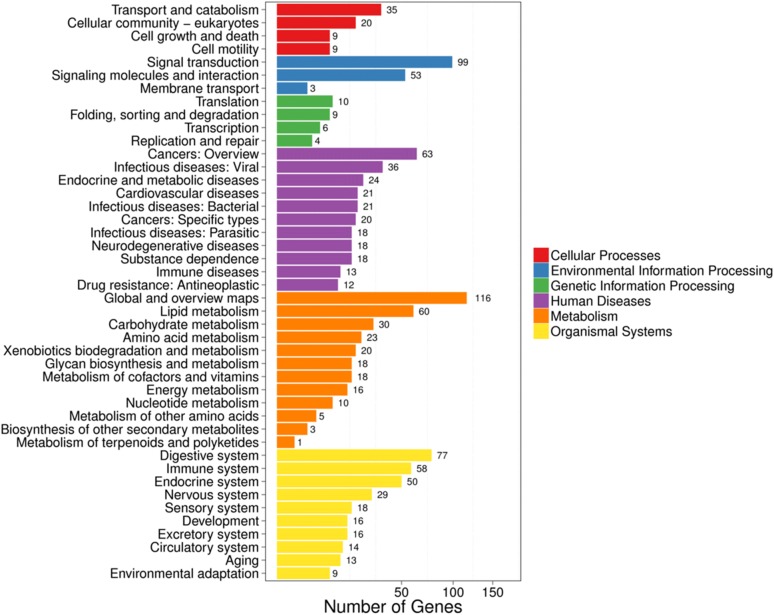 Transport and catabolism 35
Cellular community − eukaryotes 20
Cell growth and death 9
Cell motility 9
Signal transduction 99
Signaling molecules and interaction 53
Membrane transport 3
Translation 10
Folding, sorting and degradation 9
Transcription 6
Replication and repair 4
Cancers: Overview 63
Infectious diseases: Viral 36
Endocrine and metabolic diseases 24
Cardiovascular diseases 21
Infectious diseases: Bacterial 21
Cancers: Specific types 20
Infectious diseases: Parasitic 18
Neurodegenerative diseases 18
Substance dependence 18
Immune diseases 13
Drug resistance: Antineoplastic 12
Global and overview maps 116
Lipid metabolism 60
Carbohydrate metabolism 30
Amino acid metabolism 23
Xenobiotics biodegradation and metabolism 20
Glycan biosynthesis and metabolism 18
Metabolism of cofactors and vitamins 18
Energy metabolism 16
Nucleotide metabolism 10
Metabolism of other amino acids 5
Biosynthesis of other secondary metabolites 3
Metabolism of terpenoids and polyketides 1
Digestive system 77
Immune system 58
Endocrine system 50
Nervous system 29
Sensory system 18
Development 16
Excretory system 16
Circulatory system 14
Aging 13
Environmental adaptation 9
50 100 150
Number of Genes
Cellular Processes
Environmental Information Processing
Genetic Information Processing
Human Diseases
Metabolism
Organismal Systems